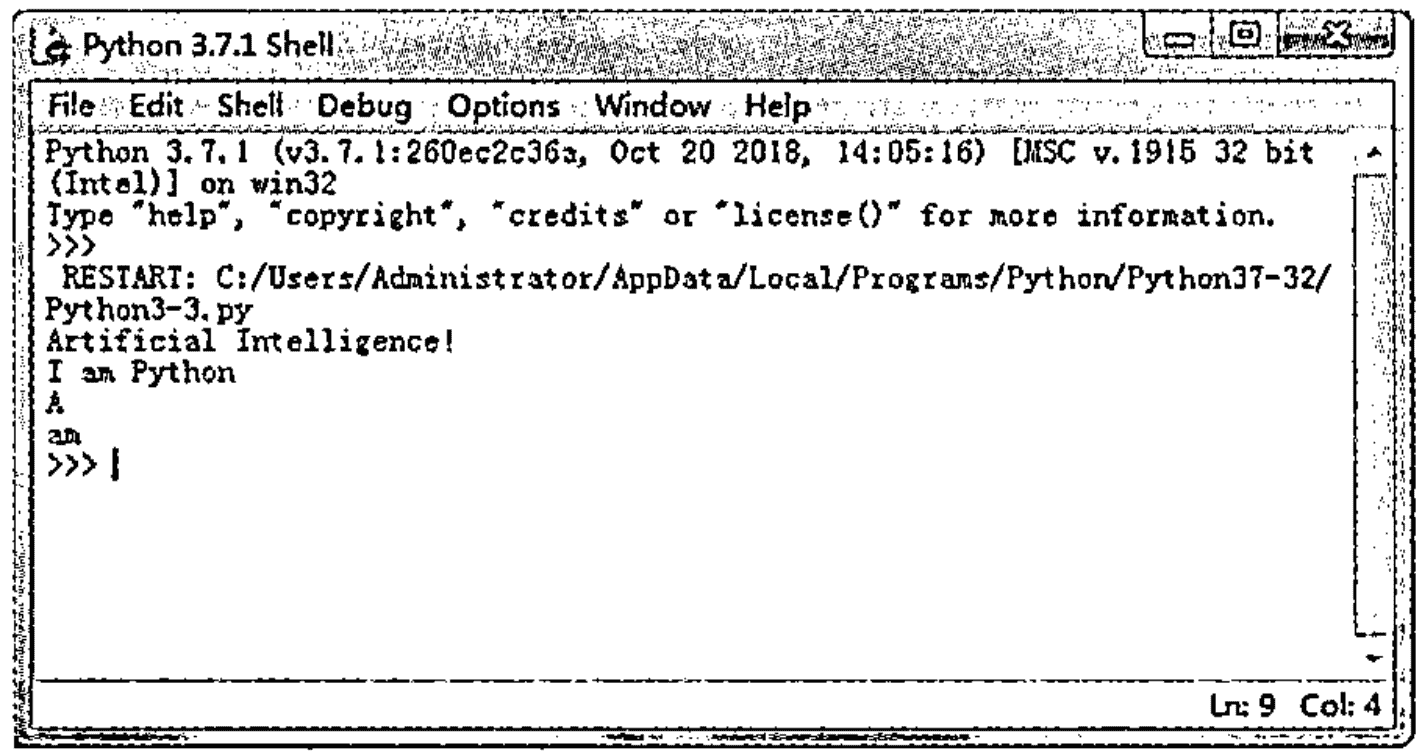 Python 3.7.1 Shell
File Edit Shell Debug Options Window Help
Python 3.7.1 (v3.7.1:260ec2c36a, Oct 20 2018, 14:05:16) [MSC v.1915 32 bit
(Intel)] on win32
Type "help", "copyright", "credits" or "license()" for more information.
>>>
RESTART: C:/Users/Administrator/AppData/Local/Programs/Python/Python37-32/
Python3-3.py
Artificial Intelligence!
I am Python
A
am
>>>
Ln: 9 Col: 4